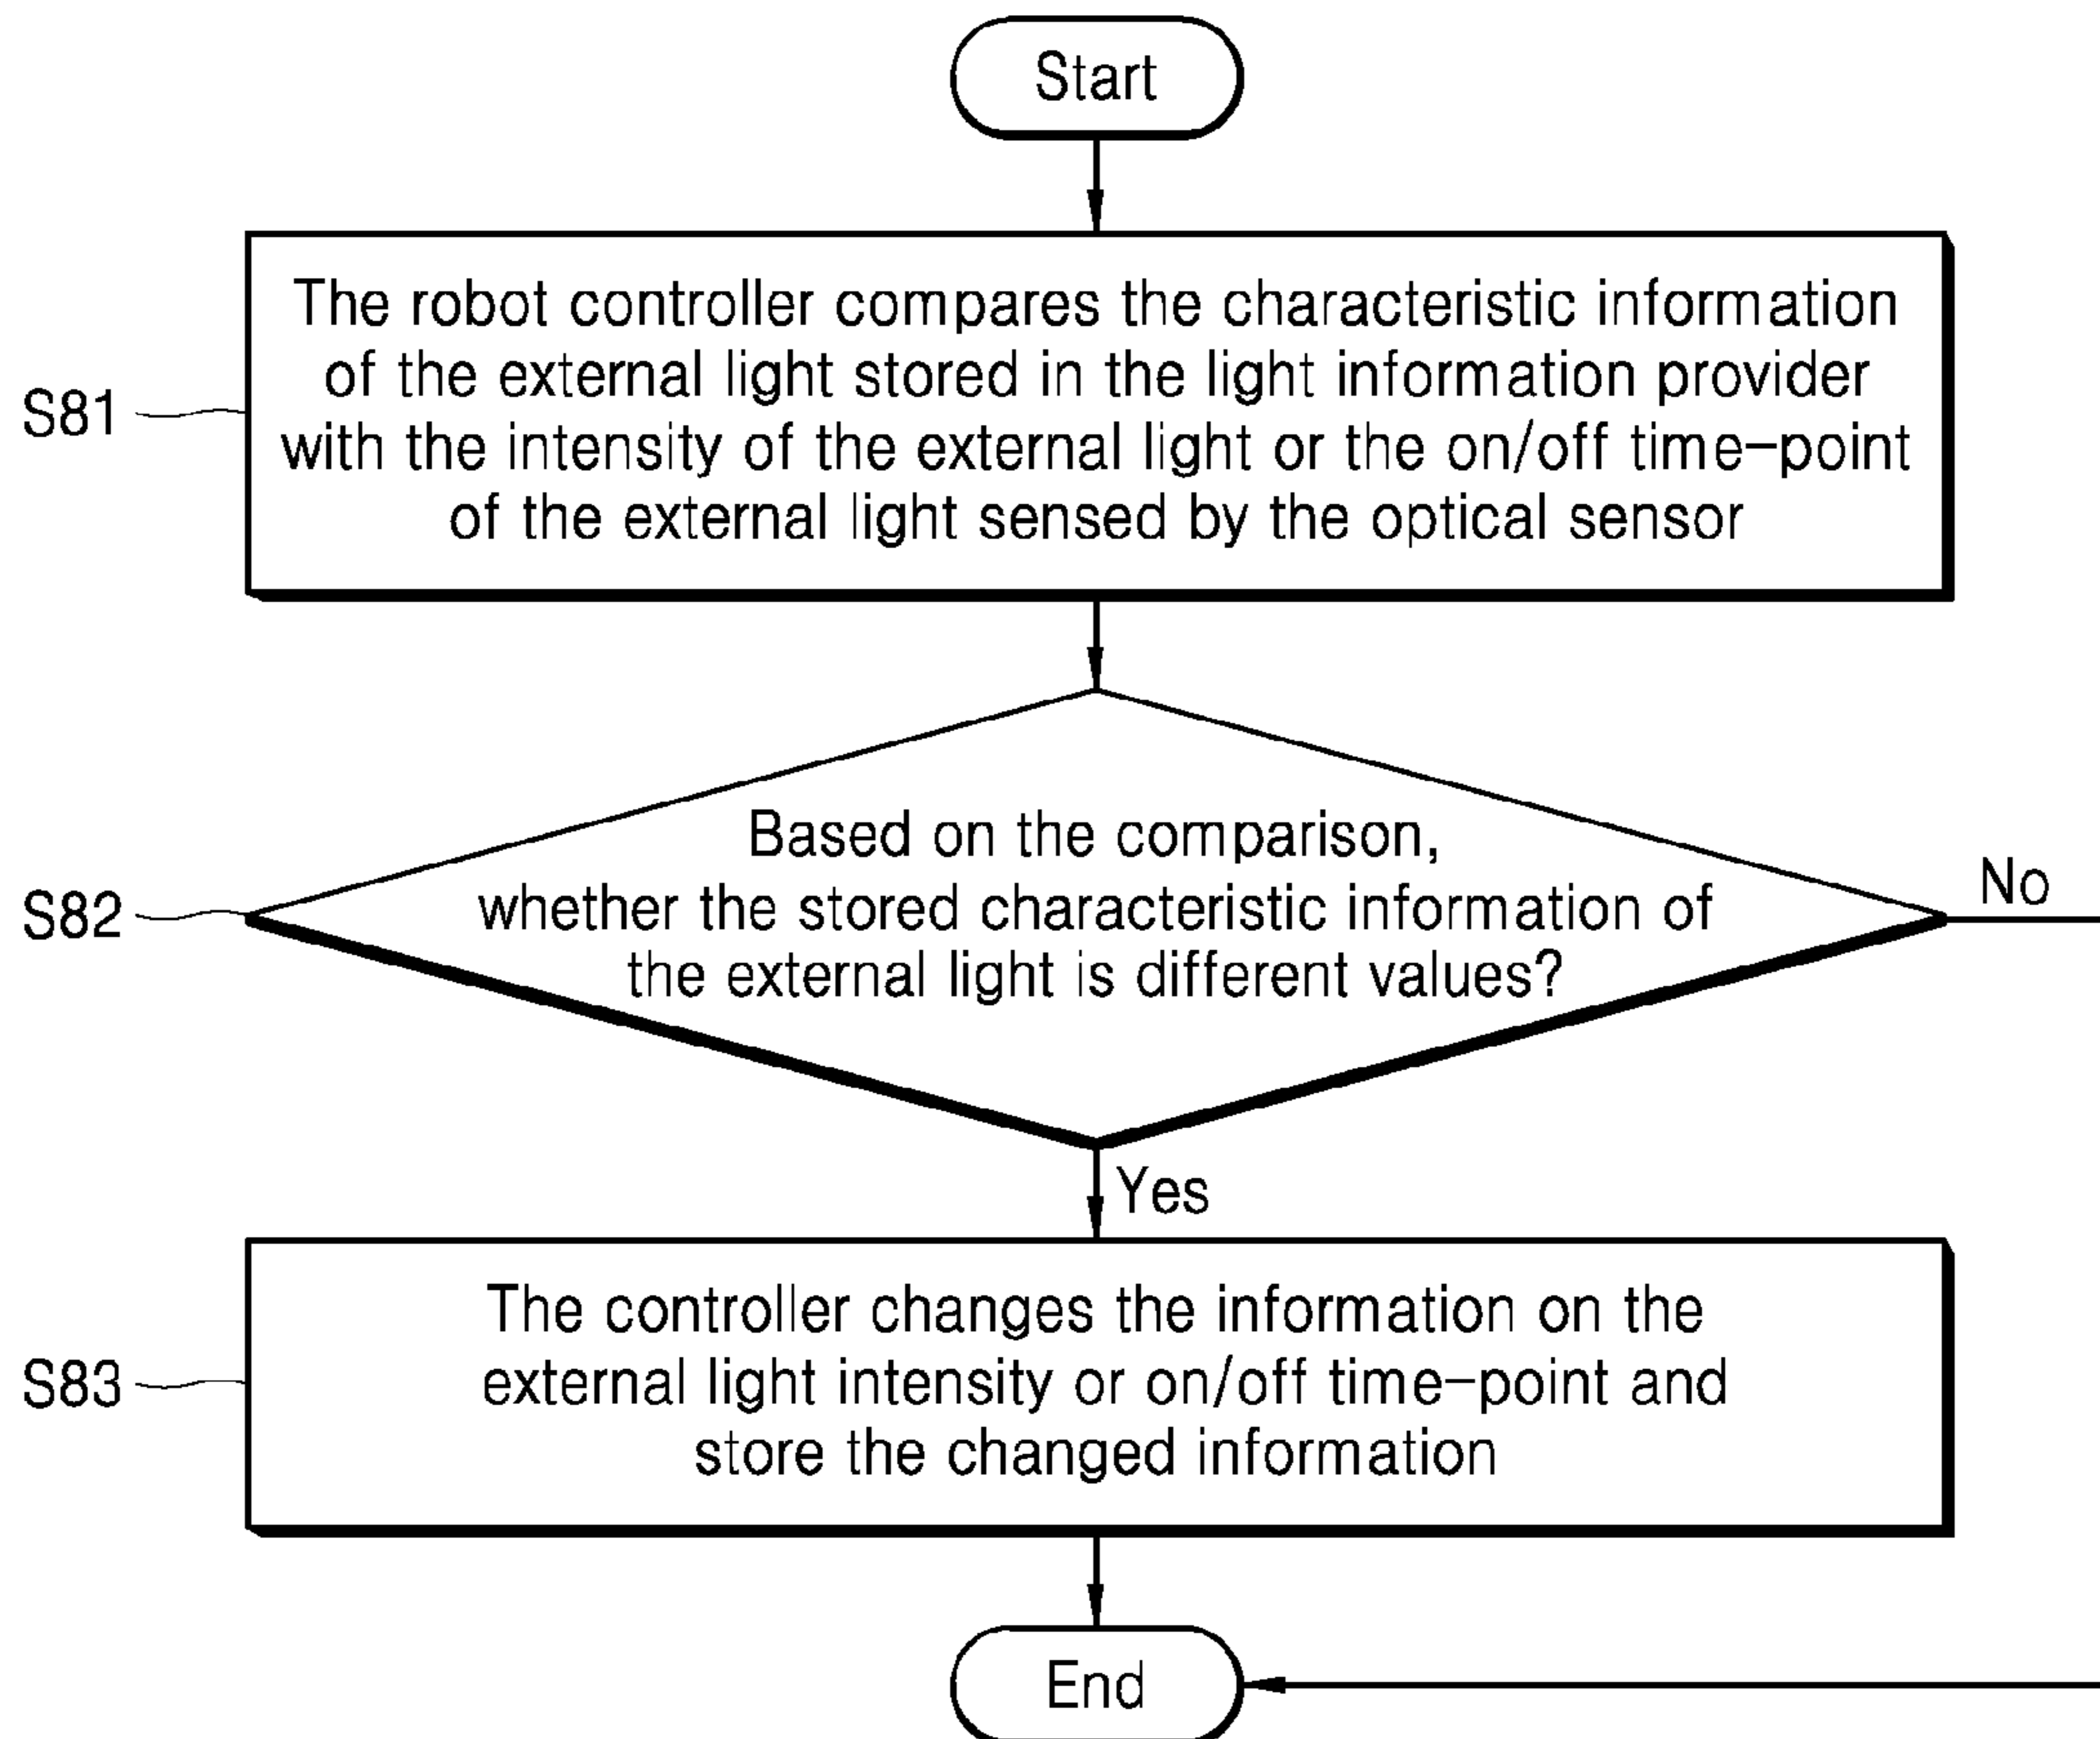 Start
S81
The robot controller compares the characteristic information
of the external light stored in the light information provider
with the intensity of the external light or the on/off time-point
of the external light sensed by the optical sensor
S82
Based on the comparison,
whether the stored characteristic information of
the external light is different values?
No
Yes
S83
The controller changes the information on the
external light intensity or on/off time-point and
store the changed information
End